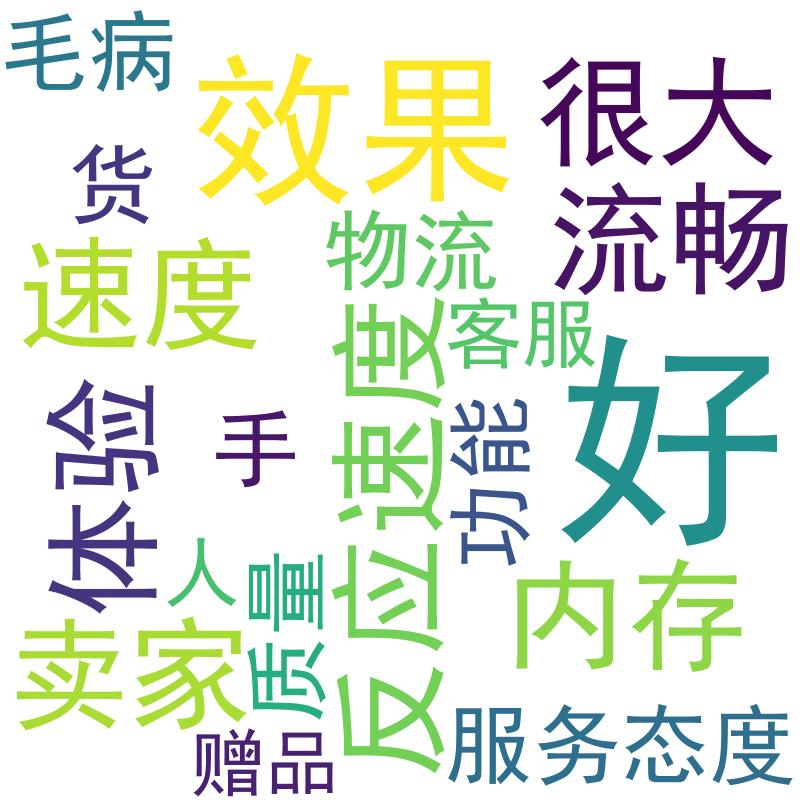 毛病
效果
很大
货
流畅
物流
速度
客服
好
体验
手
反应速度
功能
人
质量
内存
卖家
服务态度
赠品